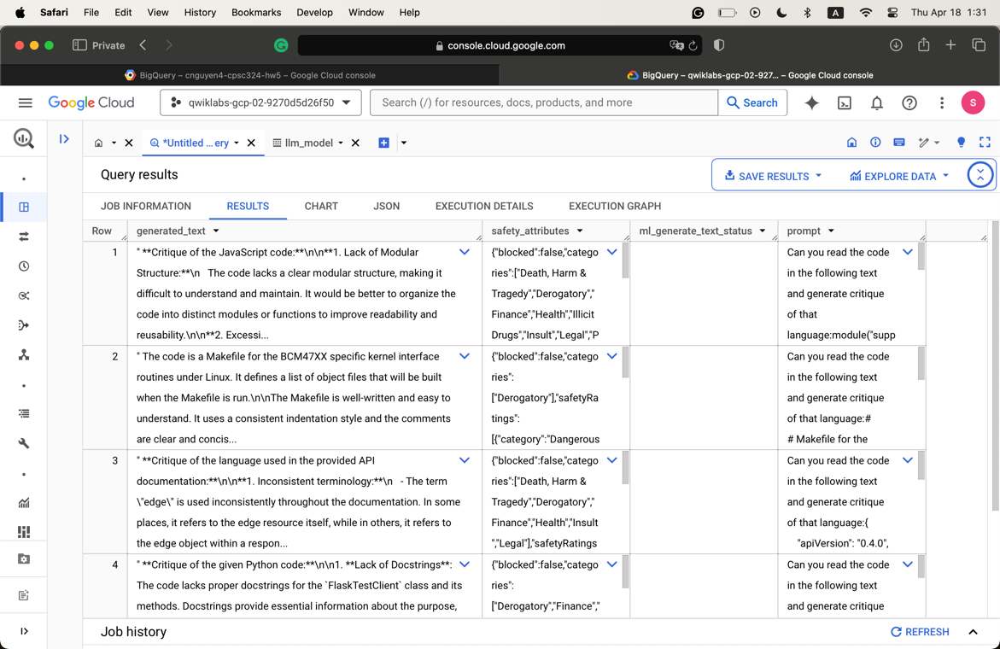 Safari File Edit View History Bookmarks Develop Window Help A Thu Apr 18 1:31
Private console.cloud.google.com
BigQuery – cnguyen4-cpsc324-hw5 – Google Cloud console BigQuery – qwiklabs-gcp-02-927... – Google Cloud console
Google Cloud qwiklabs-gcp-02-9270d5d26f50 Search (/) for resources, docs, products, and more Search S
*Untitled ...ery llm_model
Query results SAVE RESULTS EXPLORE DATA
JOB INFORMATION RESULTS CHART JSON EXECUTION DETAILS EXECUTION GRAPH
Row generated_text safety_attributes ml_generate_text_status prompt
1 " **Critique of the JavaScript code:**\n\n**1. Lack of Modular {"blocked":false,"catego Can you read the code
Structure:**\n The code lacks a clear modular structure, making it ries":["Death, Harm & in the following text
difficult to understand and maintain. It would be better to organize the Tragedy","Derogatory"," and generate critique
code into distinct modules or functions to improve readability and Finance","Health","Illicit of that
reusability.\n\n**2. Excessi... Drugs","Insult","Legal","P language:module("supp
2 " The code is a Makefile for the BCM47XX specific kernel interface {"blocked":false,"catego Can you read the code
routines under Linux. It defines a list of object files that will be built ries": in the following text
when the Makefile is run.\n\nThe Makefile is well-written and easy to ["Derogatory"],"safetyRa and generate critique
understand. It uses a consistent indentation style and the comments tings": of that language:#
are clear and concis... [{"category":"Dangerous # Makefile for the
3 " **Critique of the language used in the provided API {"blocked":false,"catego Can you read the code
documentation:**\n\n**1. Inconsistent terminology:**\n - The term ries":["Death, Harm & in the following text
\"edge\" is used inconsistently throughout the documentation. In some Tragedy","Derogatory"," and generate critique
places, it refers to the edge resource itself, while in others, it refers to Finance","Health","Insult of that language:{
the edge object within a respon... ","Legal"],"safetyRatings "apiVersion": "0.4.0",
4 " **Critique of the given Python code:**\n\n1. **Lack of Docstrings**: {"blocked":false,"catego Can you read the code
The code lacks proper docstrings for the `FlaskTestClient` class and its ries": in the following text
methods. Docstrings provide essential information about the purpose, ["Derogatory","Finance"," and generate critique
Job history REFRESH